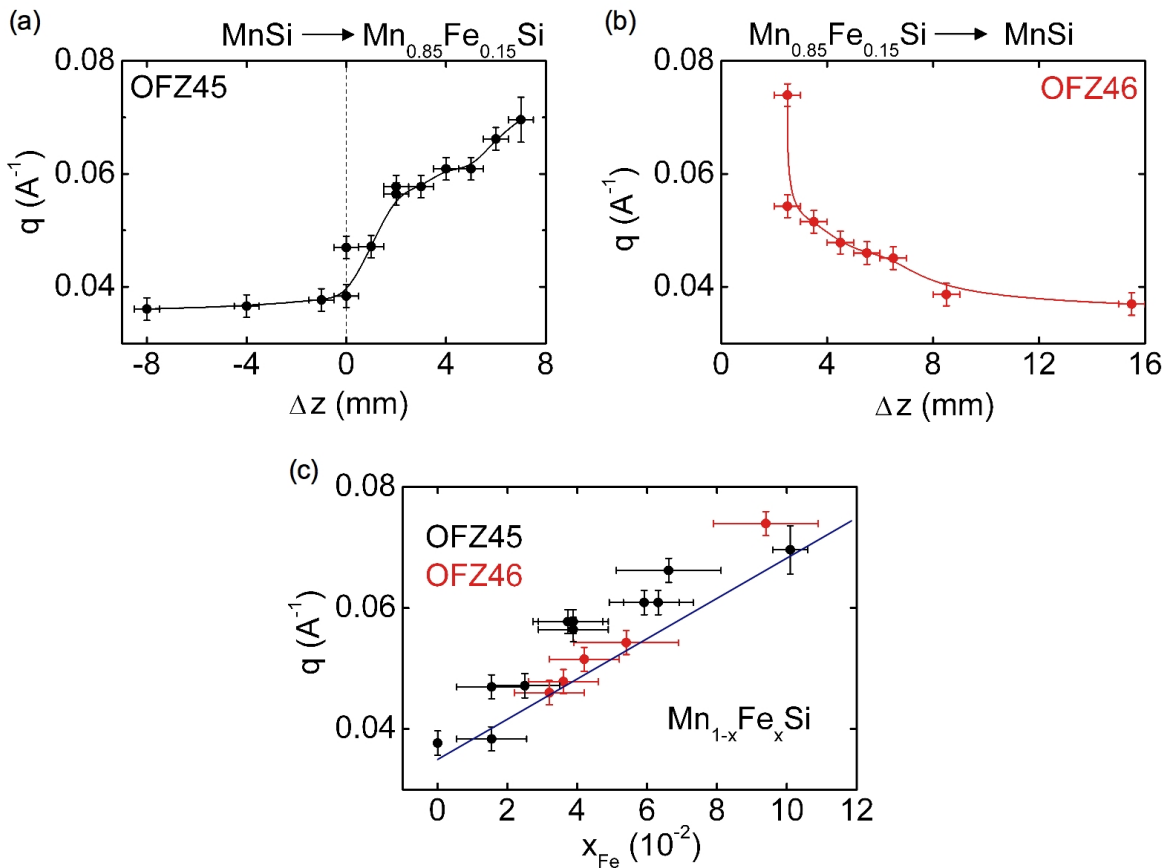 (a)
MnSi → Mn0.85Fe0.15Si
OFZ45
0.08
0.06
0.04
q (A-1)
-8 -4 0 4 8
Δz (mm)
(b)
Mn0.85Fe0.15Si → MnSi
OFZ46
0.08
0.06
0.04
q (A-1)
4 8 12 16
Δz (mm)
(c)
OFZ45
OFZ46
0.08
0.06
0.04
q (A-1)
Mn1-xFexSi
0 2 4 6 8 10 12
xFe (10-2)